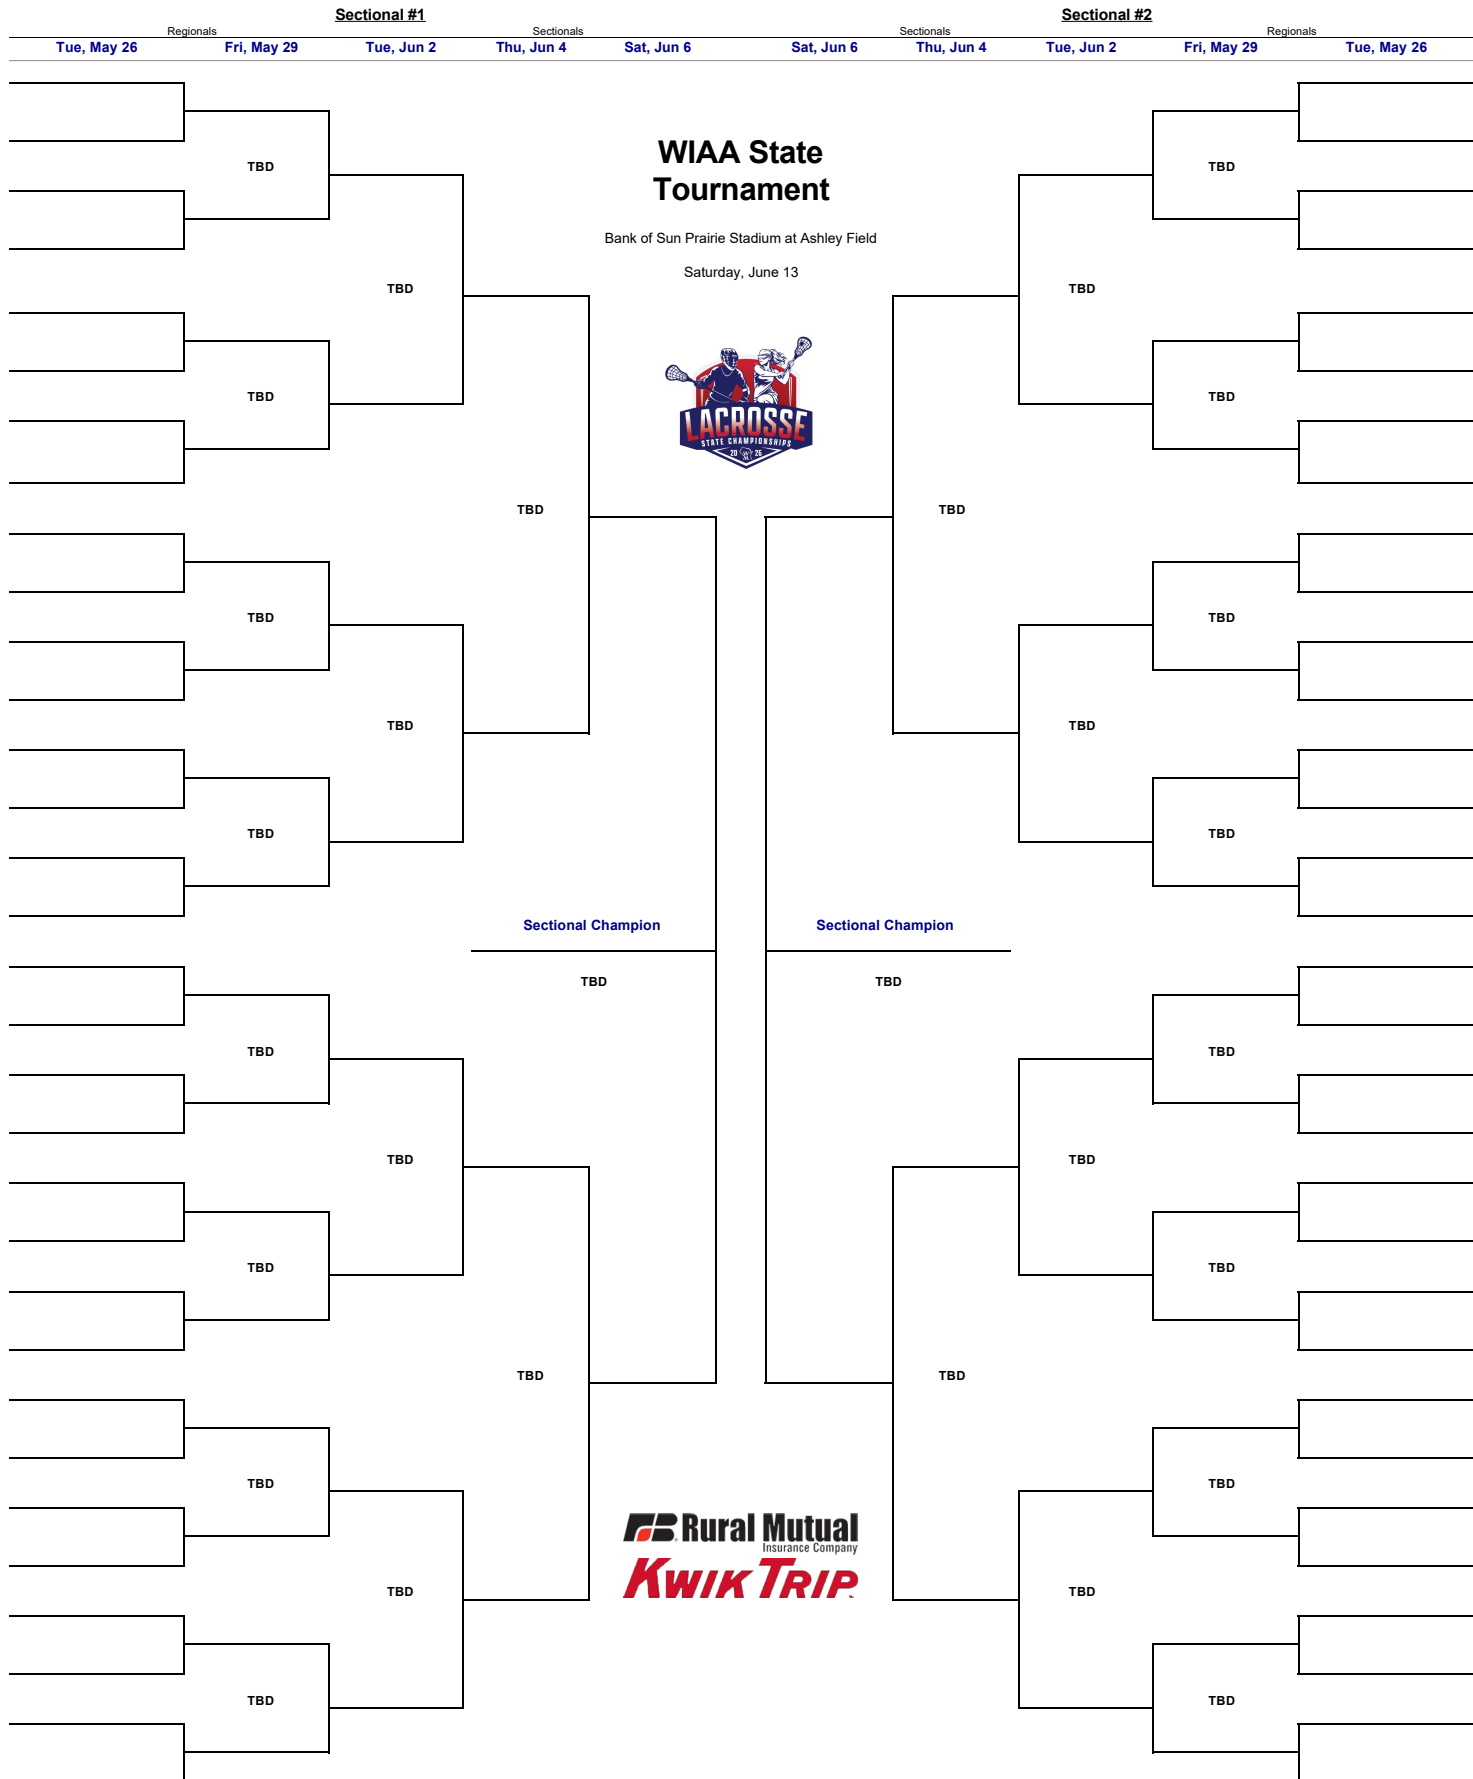 Sectional #1
Sectional #2
Regionals
Sectionals
Sectionals
Regionals
Tue, May 26
Fri, May 29
Tue, Jun 2
Thu, Jun 4
Sat, Jun 6
Sat, Jun 6
Thu, Jun 4
Tue, Jun 2
Fri, May 29
Tue, May 26
WIAA State
Tournament
TBD
TBD
Bank of Sun Prairie Stadium at Ashley Field
Saturday, June 13
TBD
TBD
TBD
TBD
LACROSSE
STATE CHAMPIONSHIPS
20 26
TBD
TBD
TBD
TBD
TBD
TBD
TBD
TBD
Sectional Champion
Sectional Champion
TBD
TBD
TBD
TBD
TBD
TBD
TBD
TBD
TBD
TBD
TBD
TBD
Rural Mutual
Insurance Company
KWIK TRIP
TBD
TBD
TBD
TBD